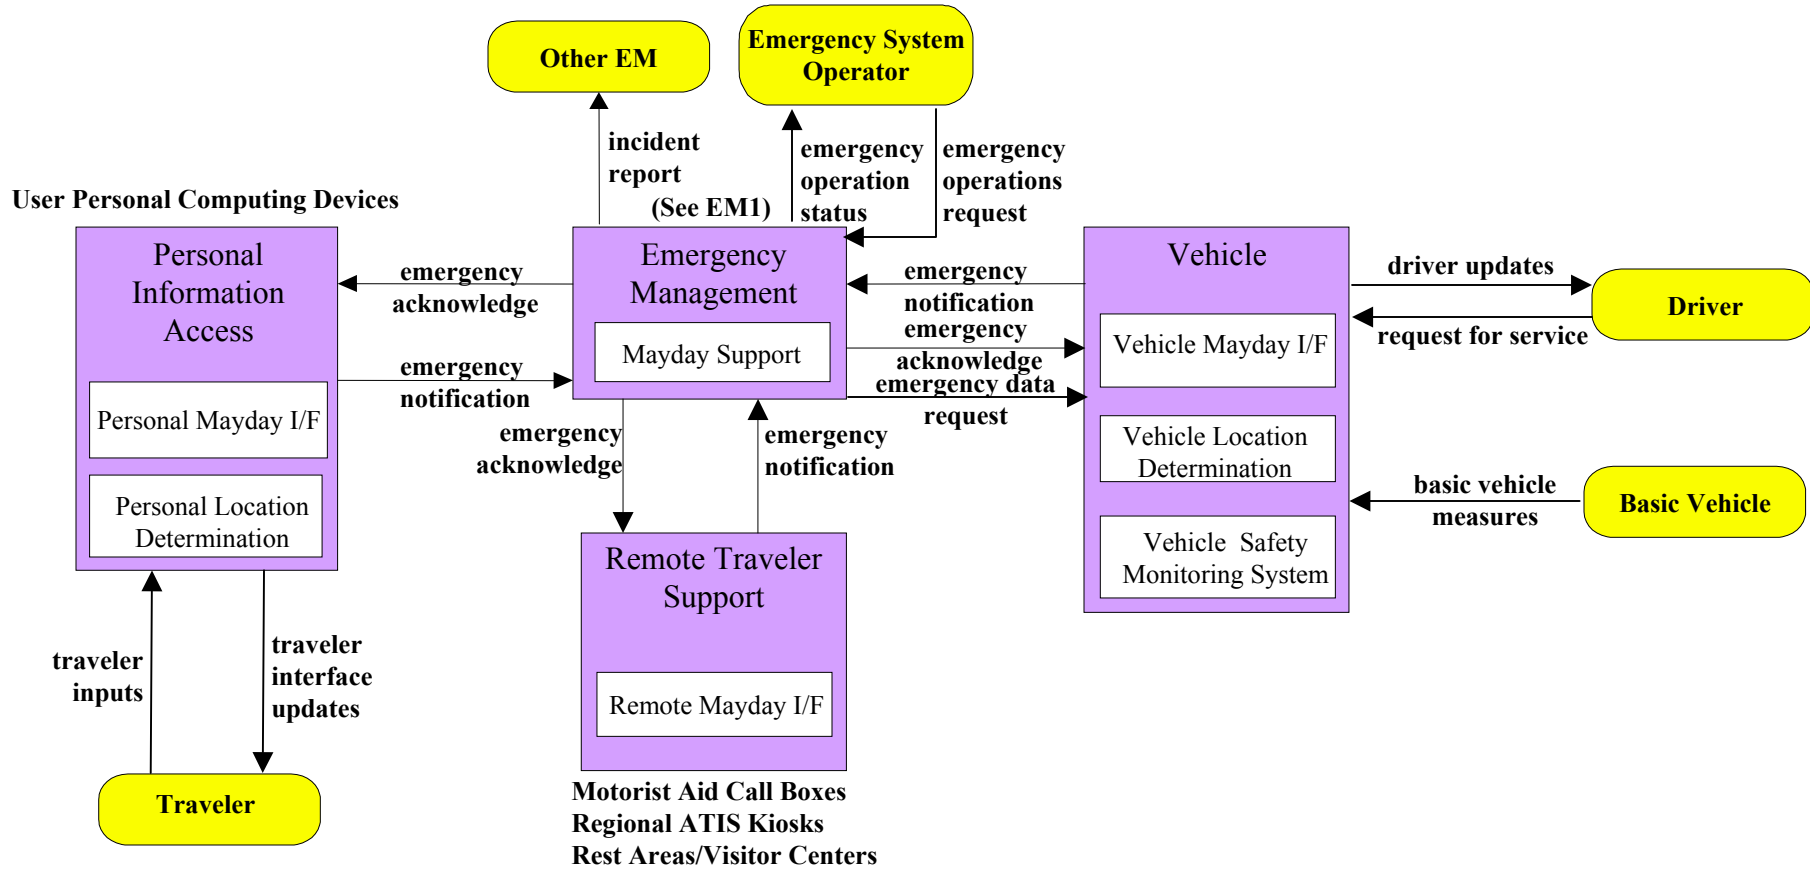 Other EM
Emergency System
Operator
incident
report
(See EM1)
emergency
operation
status
emergency
operations
request
User Personal Computing Devices
Personal
Information
Access
Personal Mayday I/F
Personal Location
Determination
emergency
acknowledge
emergency
notification
Emergency
Management
Mayday Support
emergency
notification
emergency
acknowledge
emergency data
request
Vehicle
Vehicle Mayday I/F
Vehicle Location
Determination
Vehicle Safety
Monitoring System
driver updates
Driver
request for service
basic vehicle
measures
Basic Vehicle
emergency
acknowledge
emergency
notification
Remote Traveler
Support
Remote Mayday I/F
traveler
inputs
traveler
interface
updates
Traveler
Motorist Aid Call Boxes
Regional ATIS Kiosks
Rest Areas/Visitor Centers